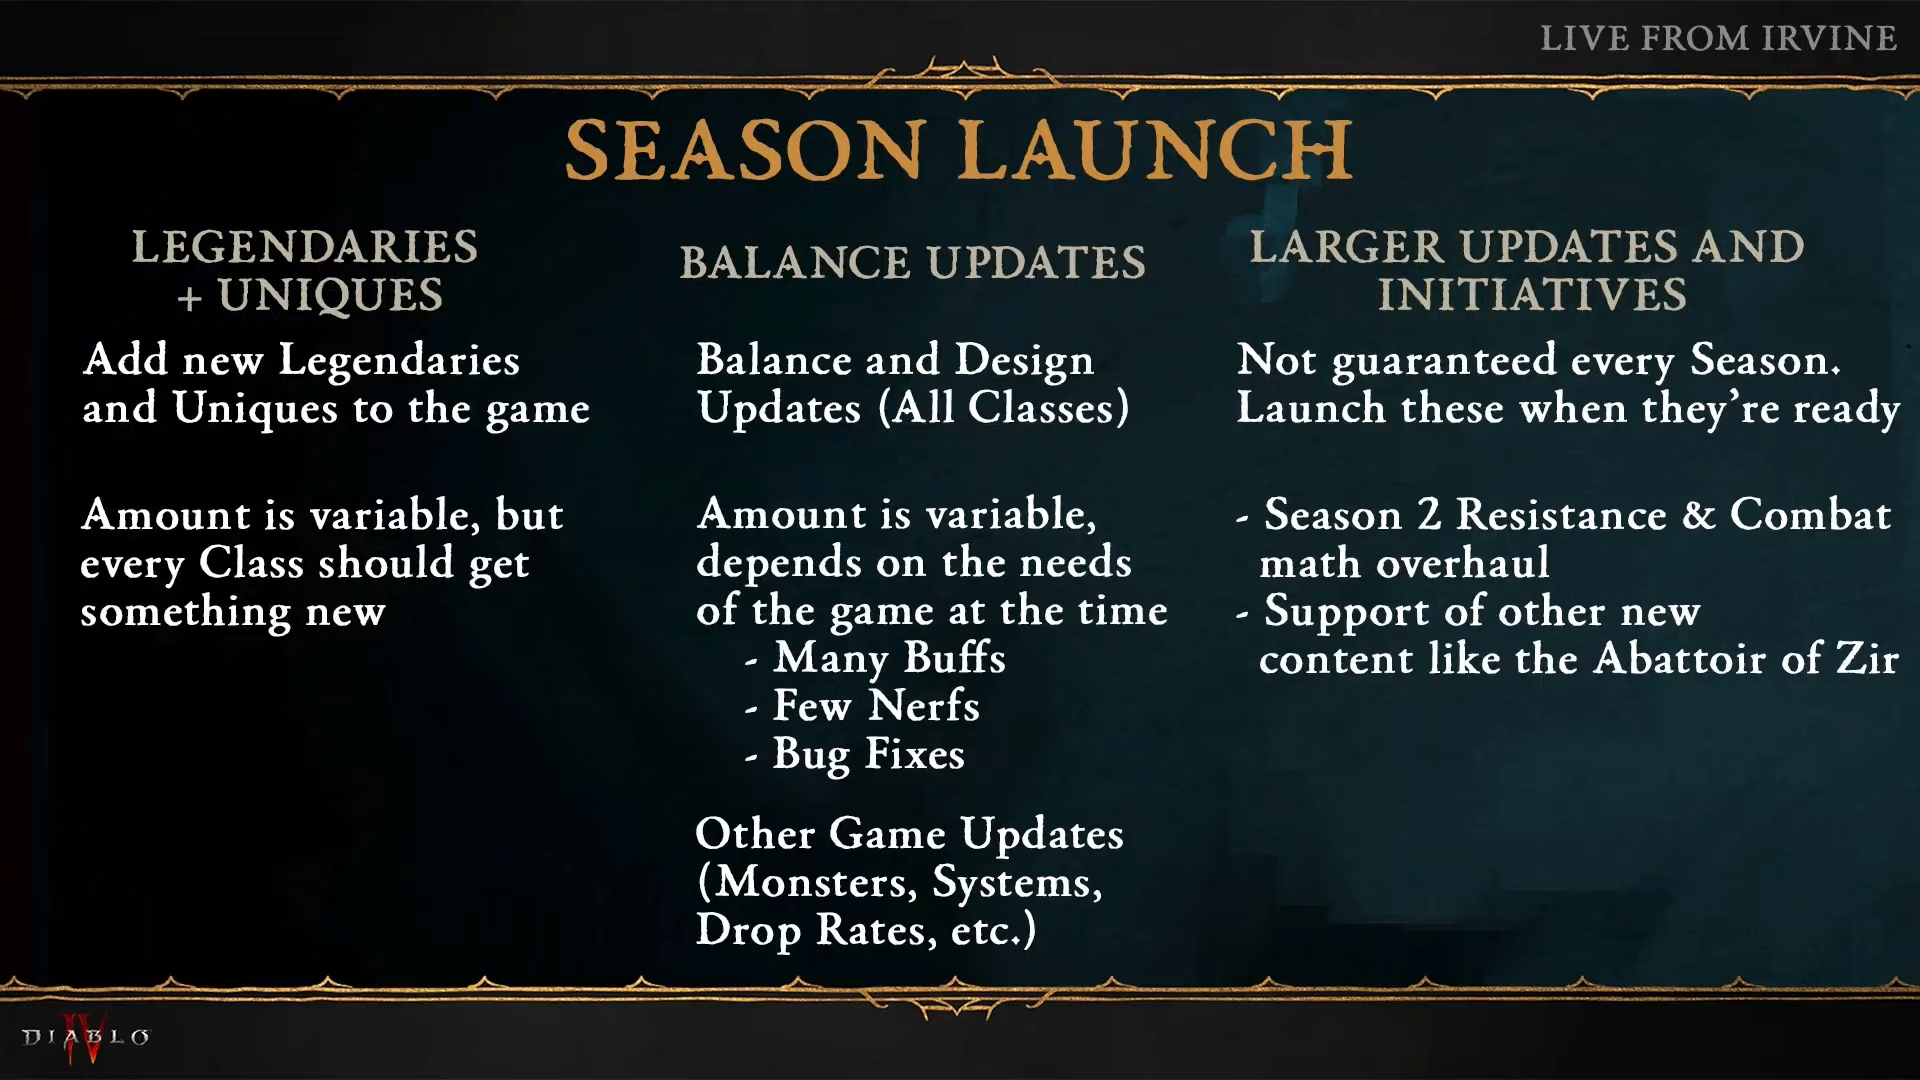 LIVE FROM IRVINE
SEASON LAUNCH
LEGENDARIES
+ UNIQUES
Add new Legendaries
and Uniques to the game
Amount is variable, but
every Class should get
something new
BALANCE UPDATES
Balance and Design
Updates (All Classes)
Amount is variable,
depends on the needs
of the game at the time
- Many Buffs
- Few Nerfs
- Bug Fixes
Other Game Updates
(Monsters, Systems,
Drop Rates, etc.)
LARGER UPDATES AND
INITIATIVES
Not guaranteed every Season.
Launch these when they're ready
- Season 2 Resistance & Combat
math overhaul
- Support of other new
content like the Abattoir of Zir
DIABLO IV